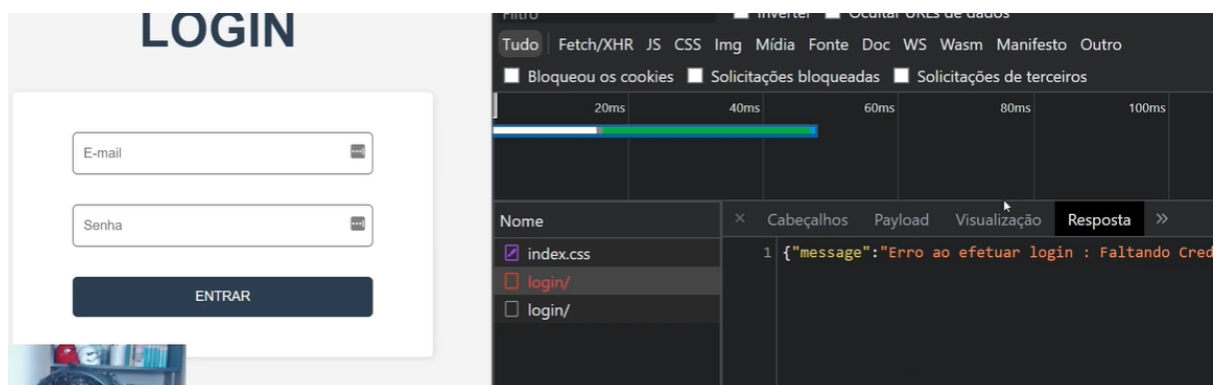 LOGIN
E-mail
Senha
ENTRAR
Filtro Inverter Ocultar URLs de dados
Tudo Fetch/XHR JS CSS Img Mídia Fonte Doc WS Wasm Manifesto Outro
Bloqueou os cookies Solicitações bloqueadas Solicitações de terceiros
20ms 40ms 60ms 80ms 100ms
Nome × Cabeçalhos Payload Visualização Resposta »
index.css
login/
login/
1 {"message":"Erro ao efetuar login : Faltando Cred